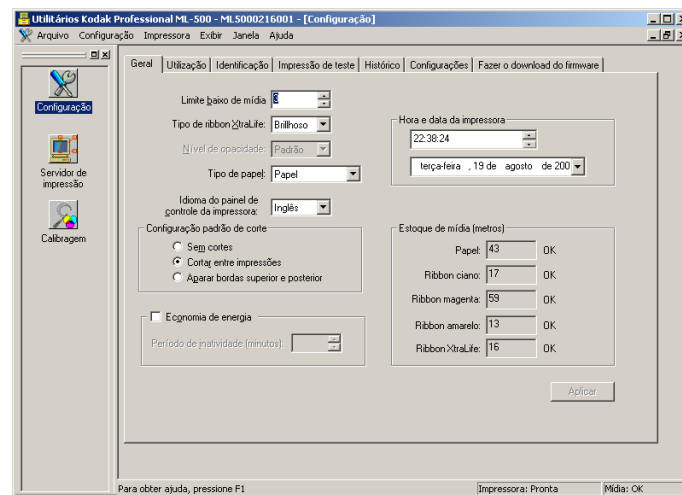 Utilitários Kodak Professional ML-500 - ML5000216001 - [Configuração]
Arquivo Configuração Impressora Exibir Janela Ajuda
Geral Utilização Identificação Impressão de teste Histórico Configurações Fazer o download do firmware
Configuração
Servidor de
impressão
Calibragem
Limite baixo de mídia 3
Tipo de ribbon XtraLife: Brilhoso
Nível de opacidade: Padrão
Tipo de papel: Papel
Idioma do painel de
controle da impressora: Inglês
Hora e data da impressora
22:38:24
terça-feira , 19 de agosto de 200
Configuração padrão de corte
Sem cortes
Cortar entre impressões
Aparar bordas superior e posterior
Economia de energia
Período de inatividade (minutos):
Estoque de mídia (metros)
Papel: 43 OK
Ribbon ciano: 17 OK
Ribbon magenta: 59 OK
Ribbon amarelo: 13 OK
Ribbon XtraLife: 16 OK
Aplicar
Para obter ajuda, pressione F1 Impressora: Pronta Mídia: OK